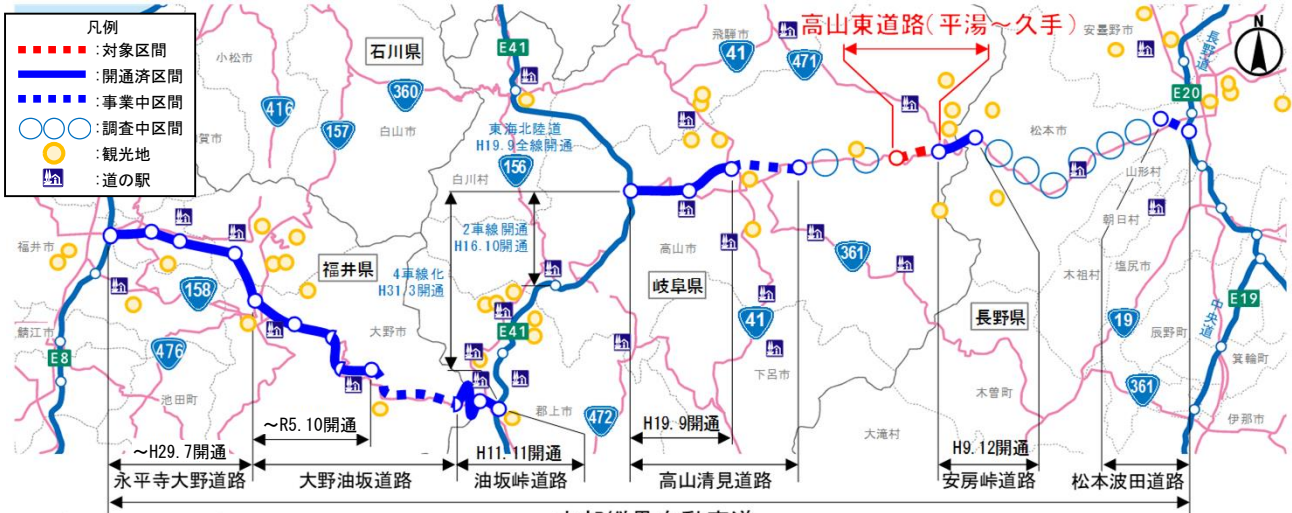 凡例
:対象区間
:開通済区間
:事業中区間
:調査中区間
:観光地
:道の駅
高山東道路(平湯～久手)
石川県
福井県
岐阜県
長野県
小松市
白山市
飛騨市
安曇野市
松本市
白川村
山形村
朝日村
福井市
高山市
塩尻市
木祖村
大野市
鯖江市
辰野町
箕輪町
池田町
下呂市
郡上市
木曽町
大滝村
伊那市
長野道
中央道
E41
E20
E41
E19
E8
416
360
157
41
471
156
158
476
361
41
19
361
472
N
東海北陸道
H19.9全線開通
2車線開通
H16.10開通
4車線化
H31.3開通
～H29.7開通
～R5.10開通
H11.11開通
H19.9開通
H9.12開通
永平寺大野道路
大野油坂道路
油坂峠道路
高山清見道路
安房峠道路
松本波田道路